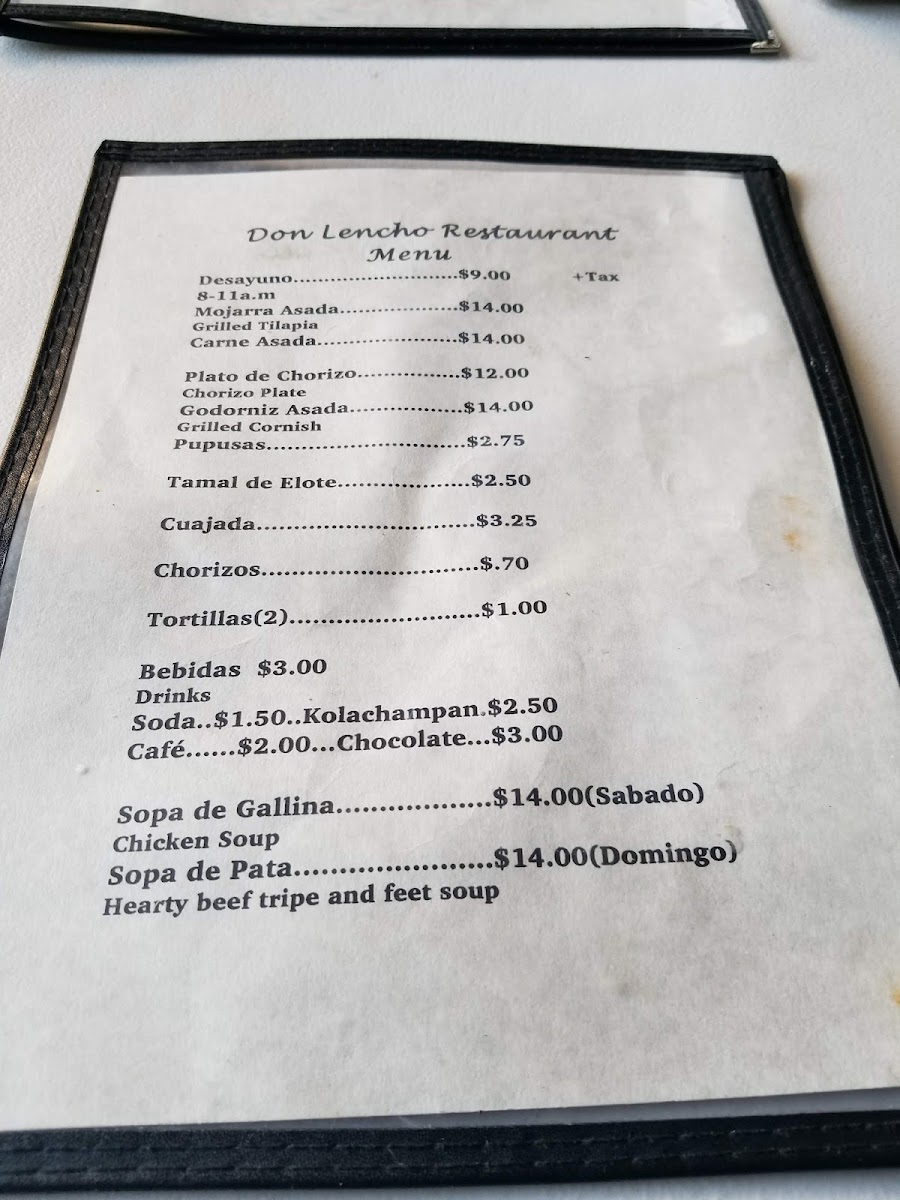 Don Lencho Restaurant
Menu
Desayuno............................$9.00 +Tax
8-11a.m
Mojarra Asada....................$14.00
Grilled Tilapia
Carne Asada........................$14.00
Plato de Chorizo.................$12.00
Chorizo Plate
Godorniz Asada...................$14.00
Grilled Cornish
Pupusas...............................$2.75
Tamal de Elote....................$2.50
Cuajada................................$3.25
Chorizos...............................$.70
Tortillas(2)..........................$1.00
Bebidas $3.00
Drinks
Soda..$1.50..Kolachampan.$2.50
Café......$2.00...Chocolate...$3.00
Sopa de Gallina...................$14.00(Sabado)
Chicken Soup
Sopa de Pata.......................$14.00(Domingo)
Hearty beef tripe and feet soup